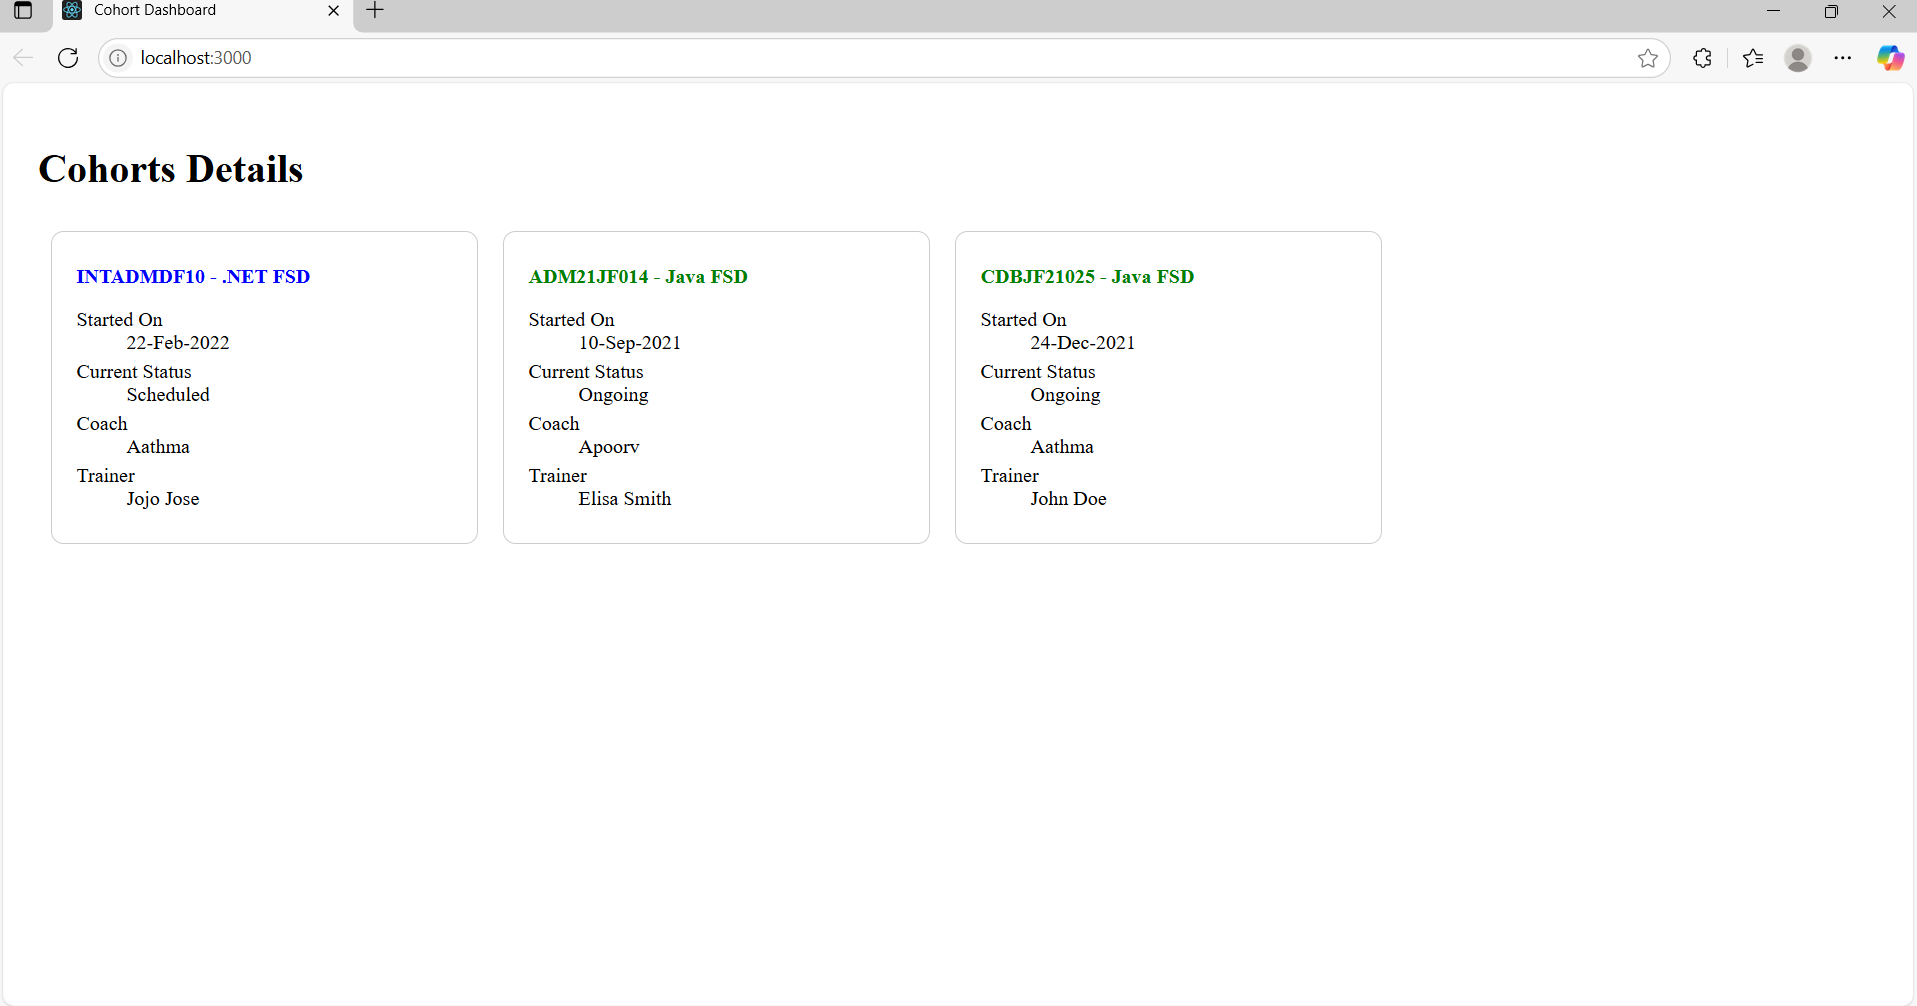 Cohort Dashboard
localhost:3000
Cohorts Details
INTADMDF10 - .NET FSD
Started On
22-Feb-2022
Current Status
Scheduled
Coach
Aathma
Trainer
Jojo Jose
ADM21JF014 - Java FSD
Started On
10-Sep-2021
Current Status
Ongoing
Coach
Apoorv
Trainer
Elisa Smith
CDBJF21025 - Java FSD
Started On
24-Dec-2021
Current Status
Ongoing
Coach
Aathma
Trainer
John Doe